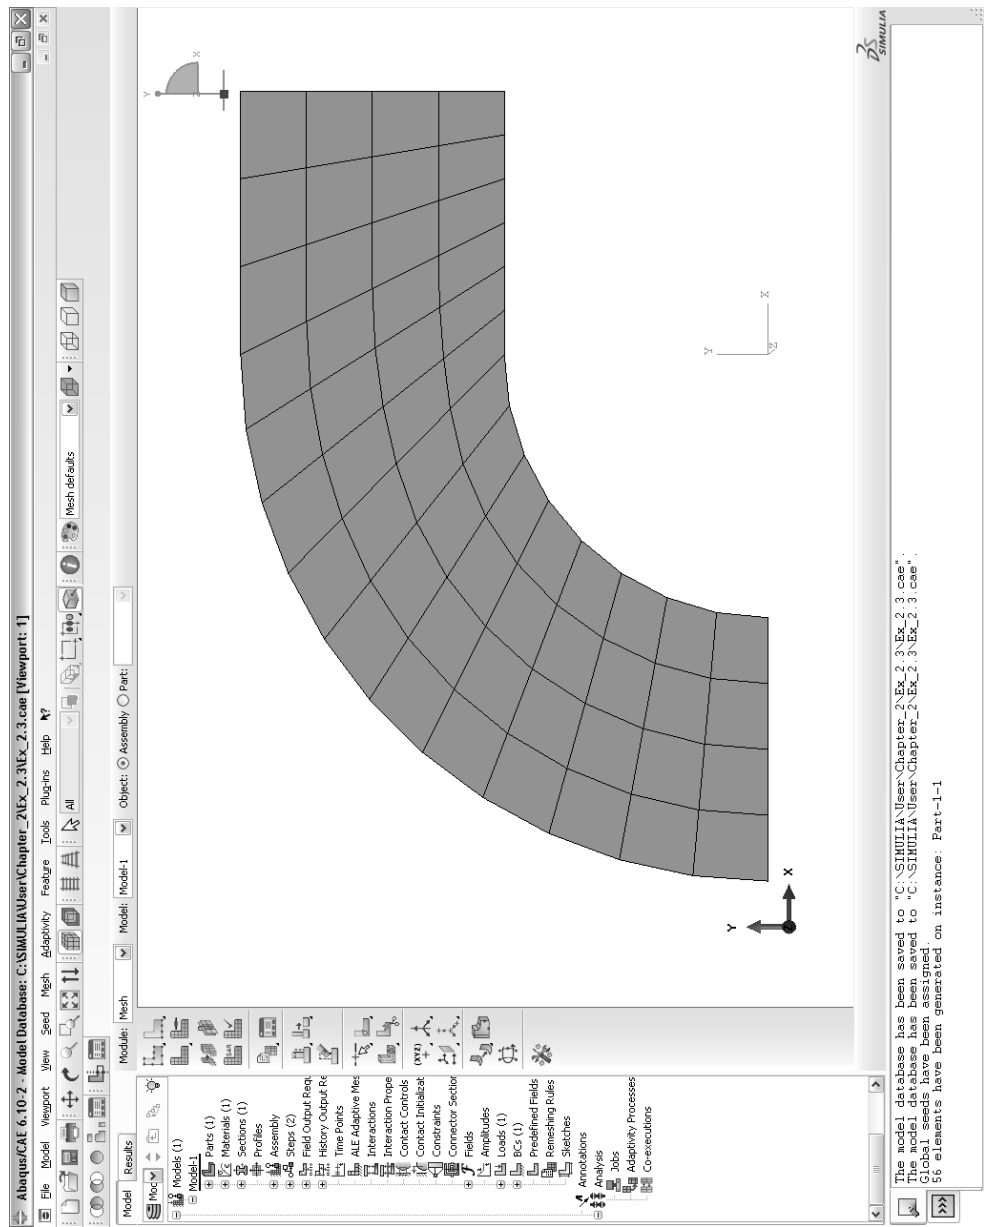 Abaqus/CAE 6.10-2 - Model Database: C:\SIMULIA\User\Chapter_2\Ex_2.3\Ex_2.3.cae [Viewport: 1]
File Model Viewport View Seed Mesh Adaptivity Feature Tools Plug-ins Help
All
Mesh defaults
Model Results
Module: Mesh Model: Model-1 Object: Assembly Part:
Mod
Models (1)
Model-1
Parts (1)
Materials (1)
Sections (1)
Profiles
Assembly
Steps (2)
Field Output Requ
History Output Re
Time Points
ALE Adaptive Mes
Interactions
Interaction Prope
Contact Controls
Contact Initializat
Constraints
Connector Section
Fields
Amplitudes
Loads (1)
BCs (1)
Predefined Fields
Remeshing Rules
Sketches
Annotations
Analysis
Jobs
Adaptivity Processes
Co-executions
(XYZ)
Y
X
Z
Y
X
Z
Y
X
Z
DS SIMULIA
The model database has been saved to "C:\SIMULIA\User\Chapter_2\Ex_2.3\Ex_2.3.cae".
The model database has been saved to "C:\SIMULIA\User\Chapter_2\Ex_2.3\Ex_2.3.cae".
Global seeds have been assigned.
56 elements have been generated on instance: Part-1-1
>>>